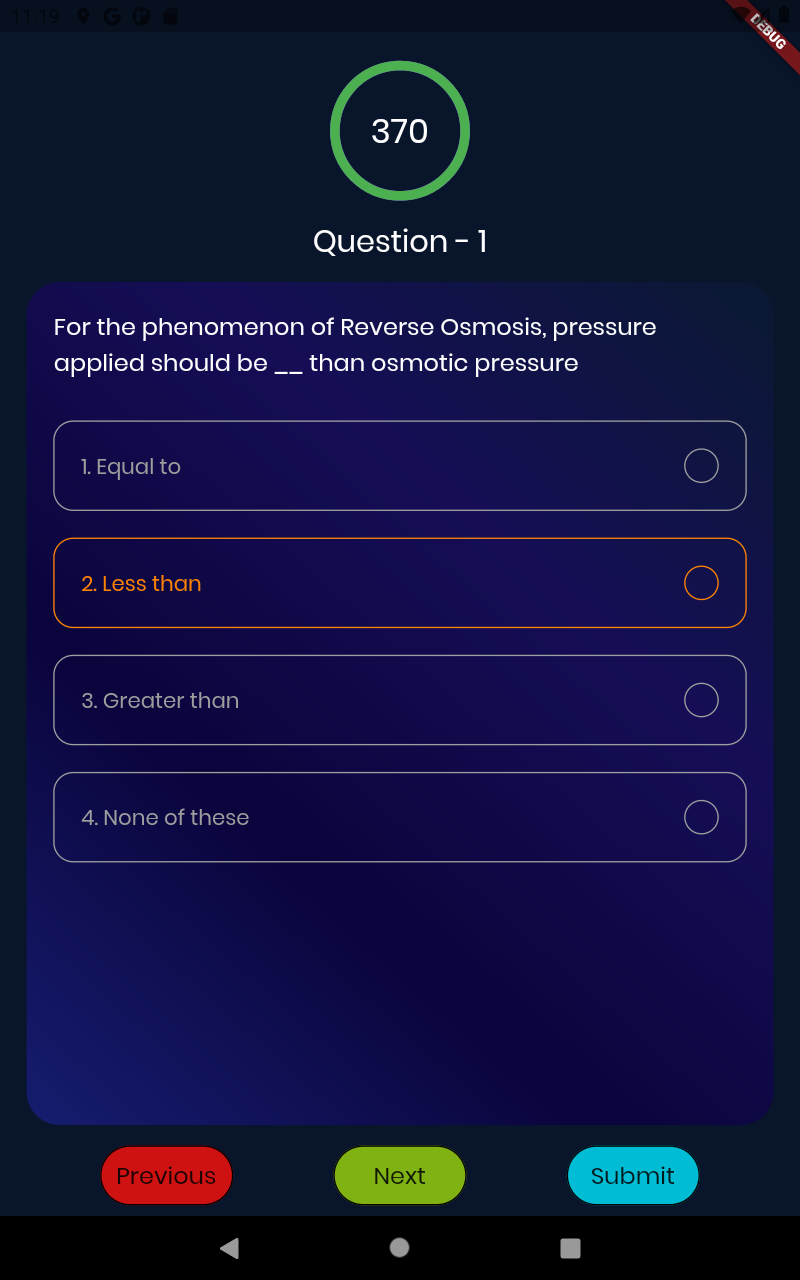 11:19
DEBUG
370
Question - 1
For the phenomenon of Reverse Osmosis, pressure
applied should be __ than osmotic pressure
1. Equal to
2. Less than
3. Greater than
4. None of these
Previous
Next
Submit